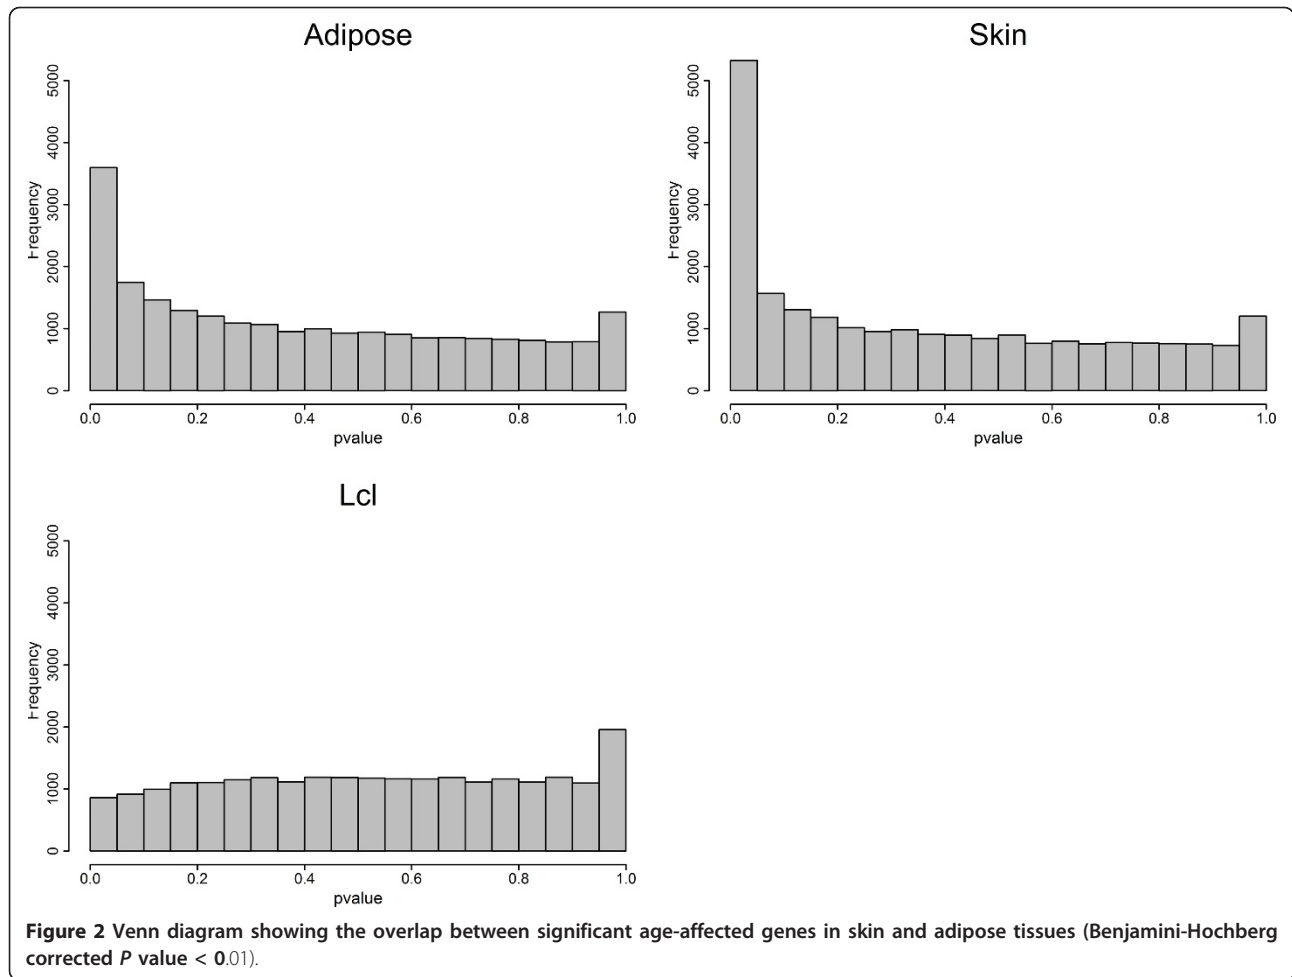 Adipose
Frequency
5000
4000
3000
2000
1000
0
0.0 0.2 0.4 0.6 0.8 1.0
pvalue
Skin
Frequency
5000
4000
3000
2000
1000
0
0.0 0.2 0.4 0.6 0.8 1.0
pvalue
Lcl
Frequency
5000
4000
3000
2000
1000
0
0.0 0.2 0.4 0.6 0.8 1.0
pvalue
Figure 2 Venn diagram showing the overlap between significant age-affected genes in skin and adipose tissues (Benjamini-Hochberg
corrected P value < 0.01).